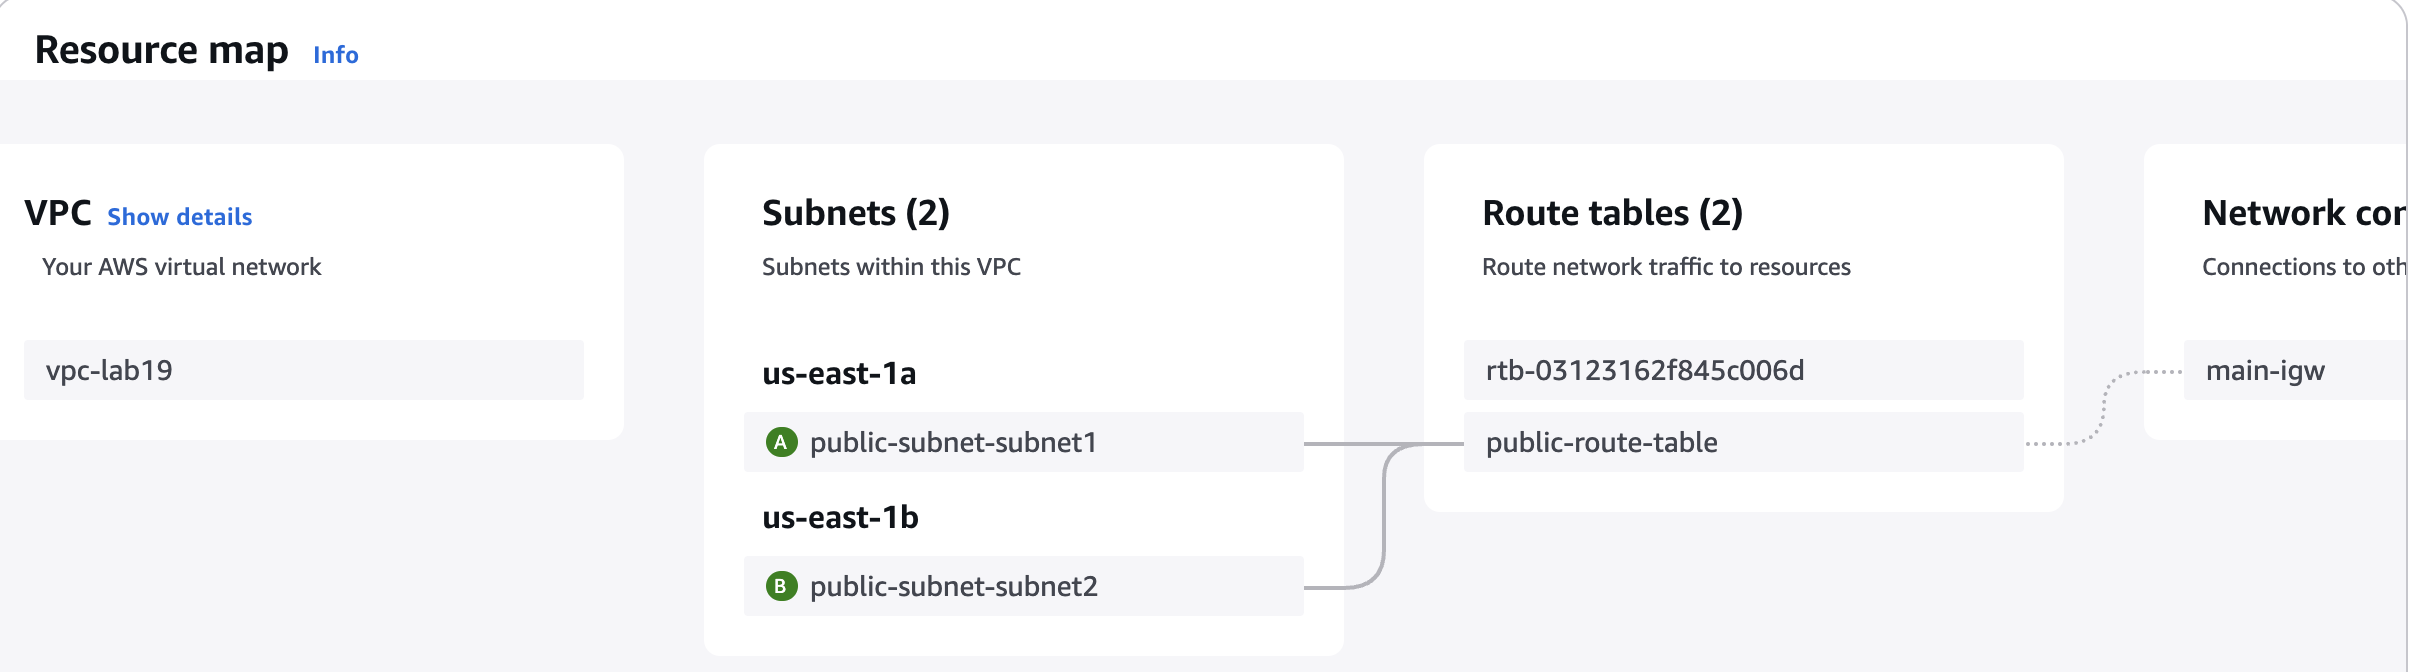 Resource map Info
VPC Show details
Your AWS virtual network
vpc-lab19
Subnets (2)
Subnets within this VPC
us-east-1a
A public-subnet-subnet1
us-east-1b
B public-subnet-subnet2
Route tables (2)
Route network traffic to resources
rtb-03123162f845c006d
public-route-table
Network con
Connections to oth
main-igw